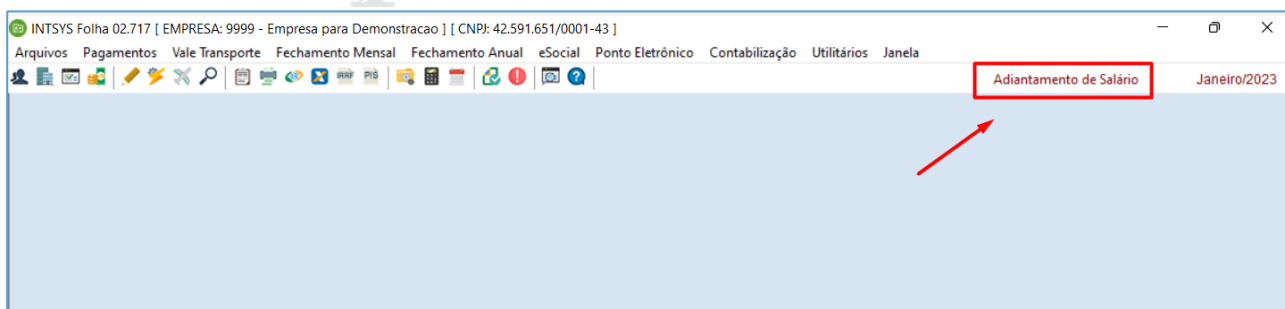 INTSYS Folha 02.717 [ EMPRESA: 9999 - Empresa para Demonstracao ] [ CNPJ: 42.591.651/0001-43 ]
Arquivos Pagamentos Vale Transporte Fechamento Mensal Fechamento Anual eSocial Ponto Eletrônico Contabilização Utilitários Janela
IRRF PIS
Adiantamento de Salário Janeiro/2023